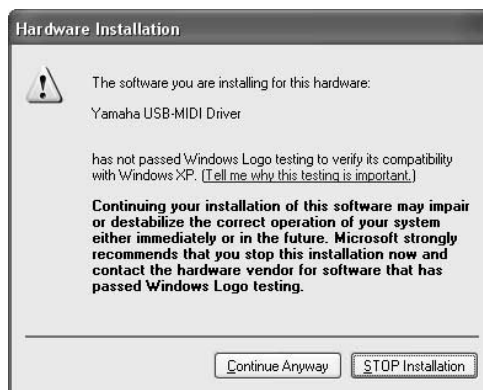 Hardware Installation
The software you are installing for this hardware:
Yamaha USB-MIDI Driver
has not passed Windows Logo testing to verify its compatibility
with Windows XP. (Tell me why this testing is important.)
Continuing your installation of this software may impair
or destabilize the correct operation of your system
either immediately or in the future. Microsoft strongly
recommends that you stop this installation now and
contact the hardware vendor for software that has
passed Windows Logo testing.
Continue Anyway
STOP Installation